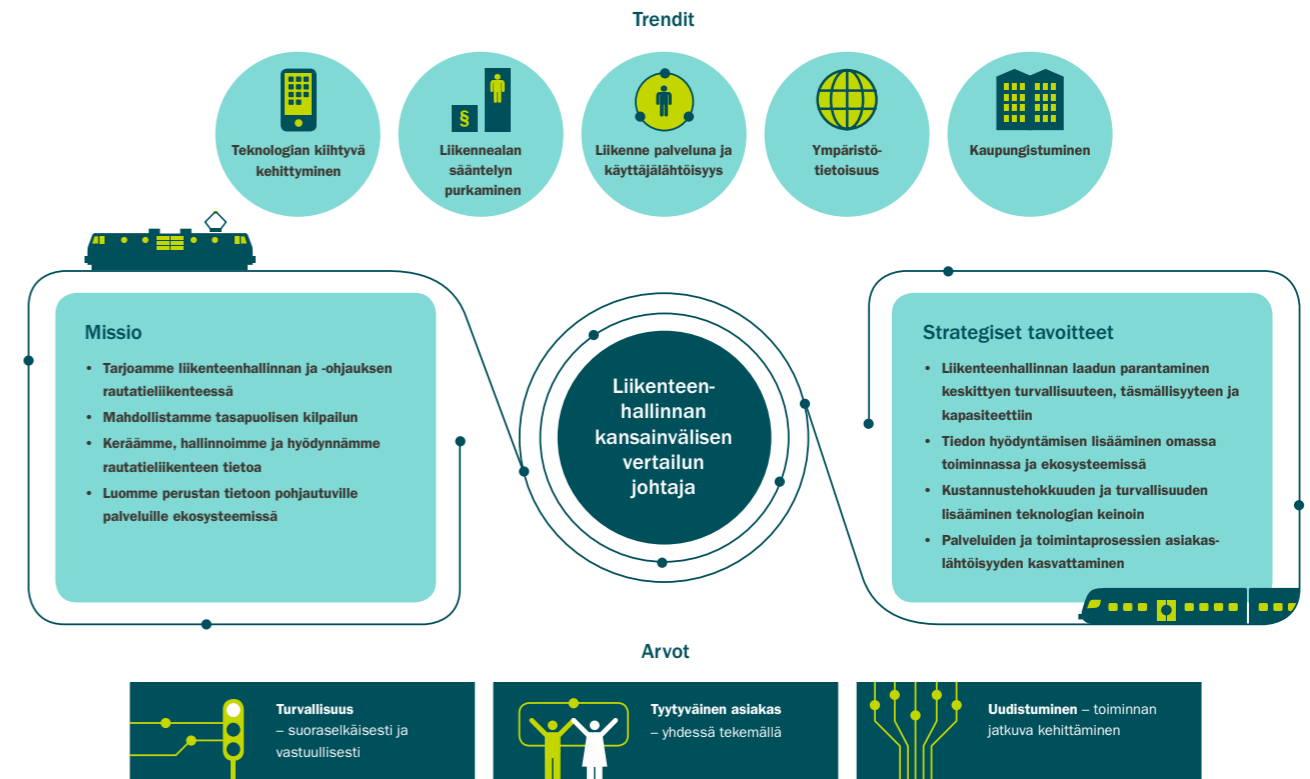 Trendit
Teknologian kiihtyvä
kehittyminen
§
Liikennealan
sääntelyn
purkaminen
Liikenne palveluna ja
käyttäjälähtöisyys
Ympäristö-
tietoisuus
Kaupungistuminen
Missio
• Tarjoamme liikenteenhallinnan ja -ohjauksen
rautatieliikenteessä
• Mahdollistamme tasapuolisen kilpailun
• Keräämme, hallinnoimme ja hyödynnämme
rautatieliikenteen tietoa
• Luomme perustan tietoon pohjautuville
palveluille ekosysteemissä
Liikenteen-
hallinnan
kansainvälisen
vertailun
johtaja
Strategiset tavoitteet
• Liikenteenhallinnan laadun parantaminen
keskittyen turvallisuuteen, täsmällisyyteen ja
kapasiteettiin
• Tiedon hyödyntämisen lisääminen omassa
toiminnassa ja ekosysteemissä
• Kustannustehokkuuden ja turvallisuuden
lisääminen teknologian keinoin
• Palveluiden ja toimintaprosessien asiakas-
lähtöisyyden kasvattaminen
Arvot
Turvallisuus
– suoraselkäisesti ja
vastuullisesti
Tyytyväinen asiakas
– yhdessä tekemällä
Uudistuminen – toiminnan
jatkuva kehittäminen